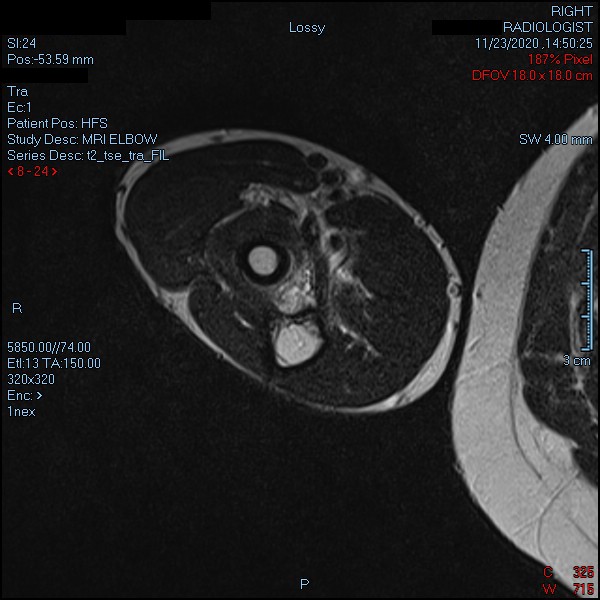 Lossy
RIGHT
RADIOLOGIST
11/23/2020 ,14:50:25
187% Pixel
DFOV 18.0 x 18.0 cm
SI:24
Pos:-53.59 mm
Tra
Ec:1
Patient Pos: HFS
Study Desc: MRI ELBOW
Series Desc: t2_tse_tra_FIL
< 8 - 24 >
SW 4.00 mm
R
5850.00//74.00
Etl:13 TA:150.00
320x320
Enc: >
1nex
9 cm
P
C 325
W 715